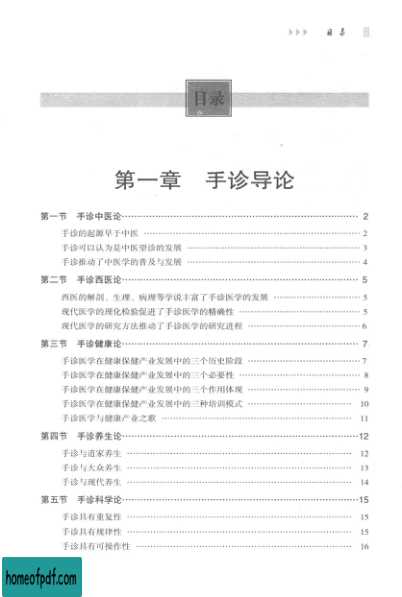 ▶▶▶ 目录
目录
第一章 手诊导论
第一节 手诊中医论 2
手诊的起源早于中医 2
手诊可以认为是中医望诊的发展 3
手诊推动了中医学的普及与发展 4
第二节 手诊西医论 5
西医的解剖、生理、病理等学说丰富了手诊医学的发展 5
现代医学的理化检验促进了手诊医学的精确性 5
现代医学的研究方法推动了手诊医学的研究进程 6
第三节 手诊健康论 7
手诊医学在健康保健产业发展中的三个历史阶段 7
手诊医学在健康保健产业发展中的三个必要性 8
手诊医学在健康保健产业发展中的三个作用体现 9
手诊医学在健康保健产业发展中的三种培训模式 10
手诊医学与健康产业之歌 11
第四节 手诊养生论 12
手诊与道家养生 12
手诊与大众养生 13
手诊与现代养生 14
第五节 手诊科学论 15
手诊具有重复性 15
手诊具有规律性 15
手诊具有可操作性 16
homeofpdf.com